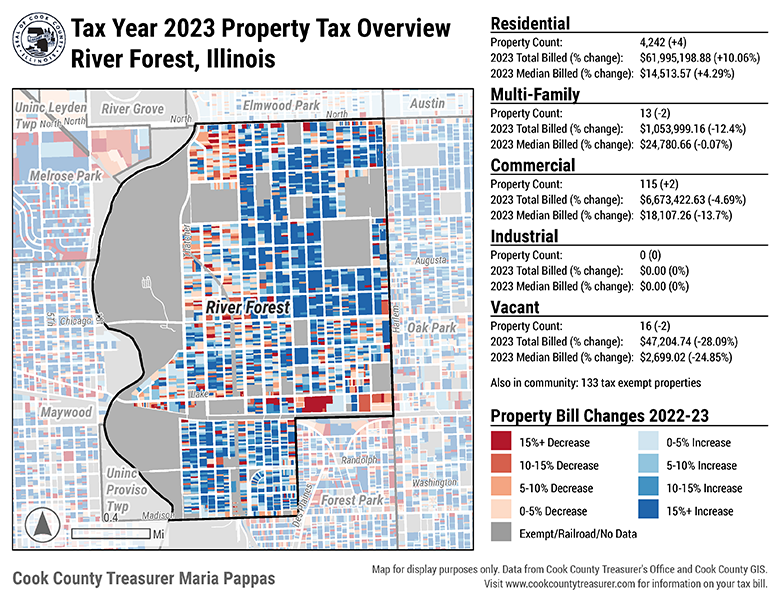 SEAL OF COOK COUNTY
ILLINOIS
Tax Year 2023 Property Tax Overview
River Forest, Illinois
Uninc Leyden
Twp
North
North
River Grove
North
Elmwood Park
North
Austin
Melrose Park
Thatcher
Augusta
5Th
Chicago
River Forest
Harlem
Oak Park
Lake
Maywood
Randolph
Washington
Uninc
Proviso
Twp
Des Plaines
Forest Park
Madison
0.4
Mi
Residential
Property Count: 4,242 (+4)
2023 Total Billed (% change): $61,995,198.88 (+10.06%)
2023 Median Billed (% change): $14,513.57 (+4.29%)
Multi-Family
Property Count: 13 (-2)
2023 Total Billed (% change): $1,053,999.16 (-12.4%)
2023 Median Billed (% change): $24,780.66 (-0.07%)
Commercial
Property Count: 115 (+2)
2023 Total Billed (% change): $6,673,422.63 (-4.69%)
2023 Median Billed (% change): $18,107.26 (-13.7%)
Industrial
Property Count: 0 (0)
2023 Total Billed (% change): $0.00 (0%)
2023 Median Billed (% change): $0.00 (0%)
Vacant
Property Count: 16 (-2)
2023 Total Billed (% change): $47,204.74 (-28.09%)
2023 Median Billed (% change): $2,699.02 (-24.85%)
Also in community: 133 tax exempt properties
Property Bill Changes 2022-23
15%+ Decrease
10-15% Decrease
5-10% Decrease
0-5% Decrease
Exempt/Railroad/No Data
0-5% Increase
5-10% Increase
10-15% Increase
15%+ Increase
Cook County Treasurer Maria Pappas
Map for display purposes only. Data from Cook County Treasurer's Office and Cook County GIS.
Visit www.cookcountytreasurer.com for information on your tax bill.